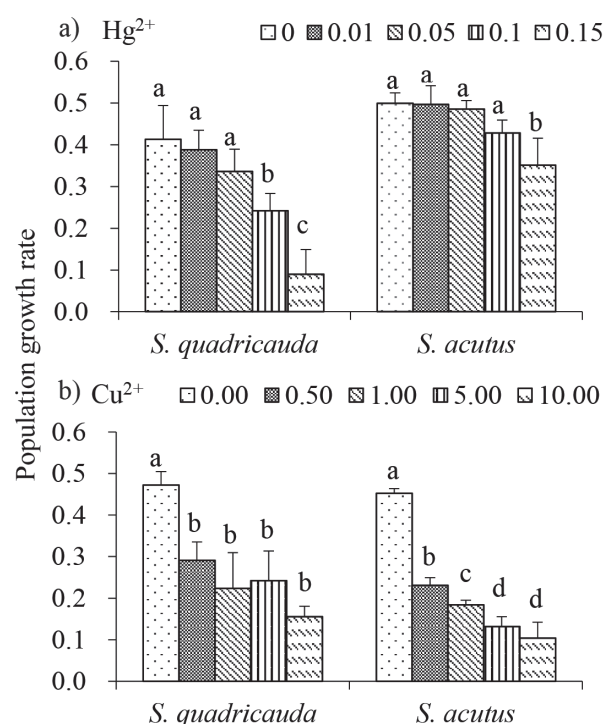 a) Hg2+ 0 0.01 0.05 0.1 0.15
0.6
0.5
0.4
0.3
0.2
0.1
0.0
a a a b c a a a a b
S. quadricauda S. acutus
Population growth rate
b) Cu2+ 0.00 0.50 1.00 5.00 10.00
0.6
0.5
0.4
0.3
0.2
0.1
0.0
a b b b b a b c d d
S. quadricauda S. acutus